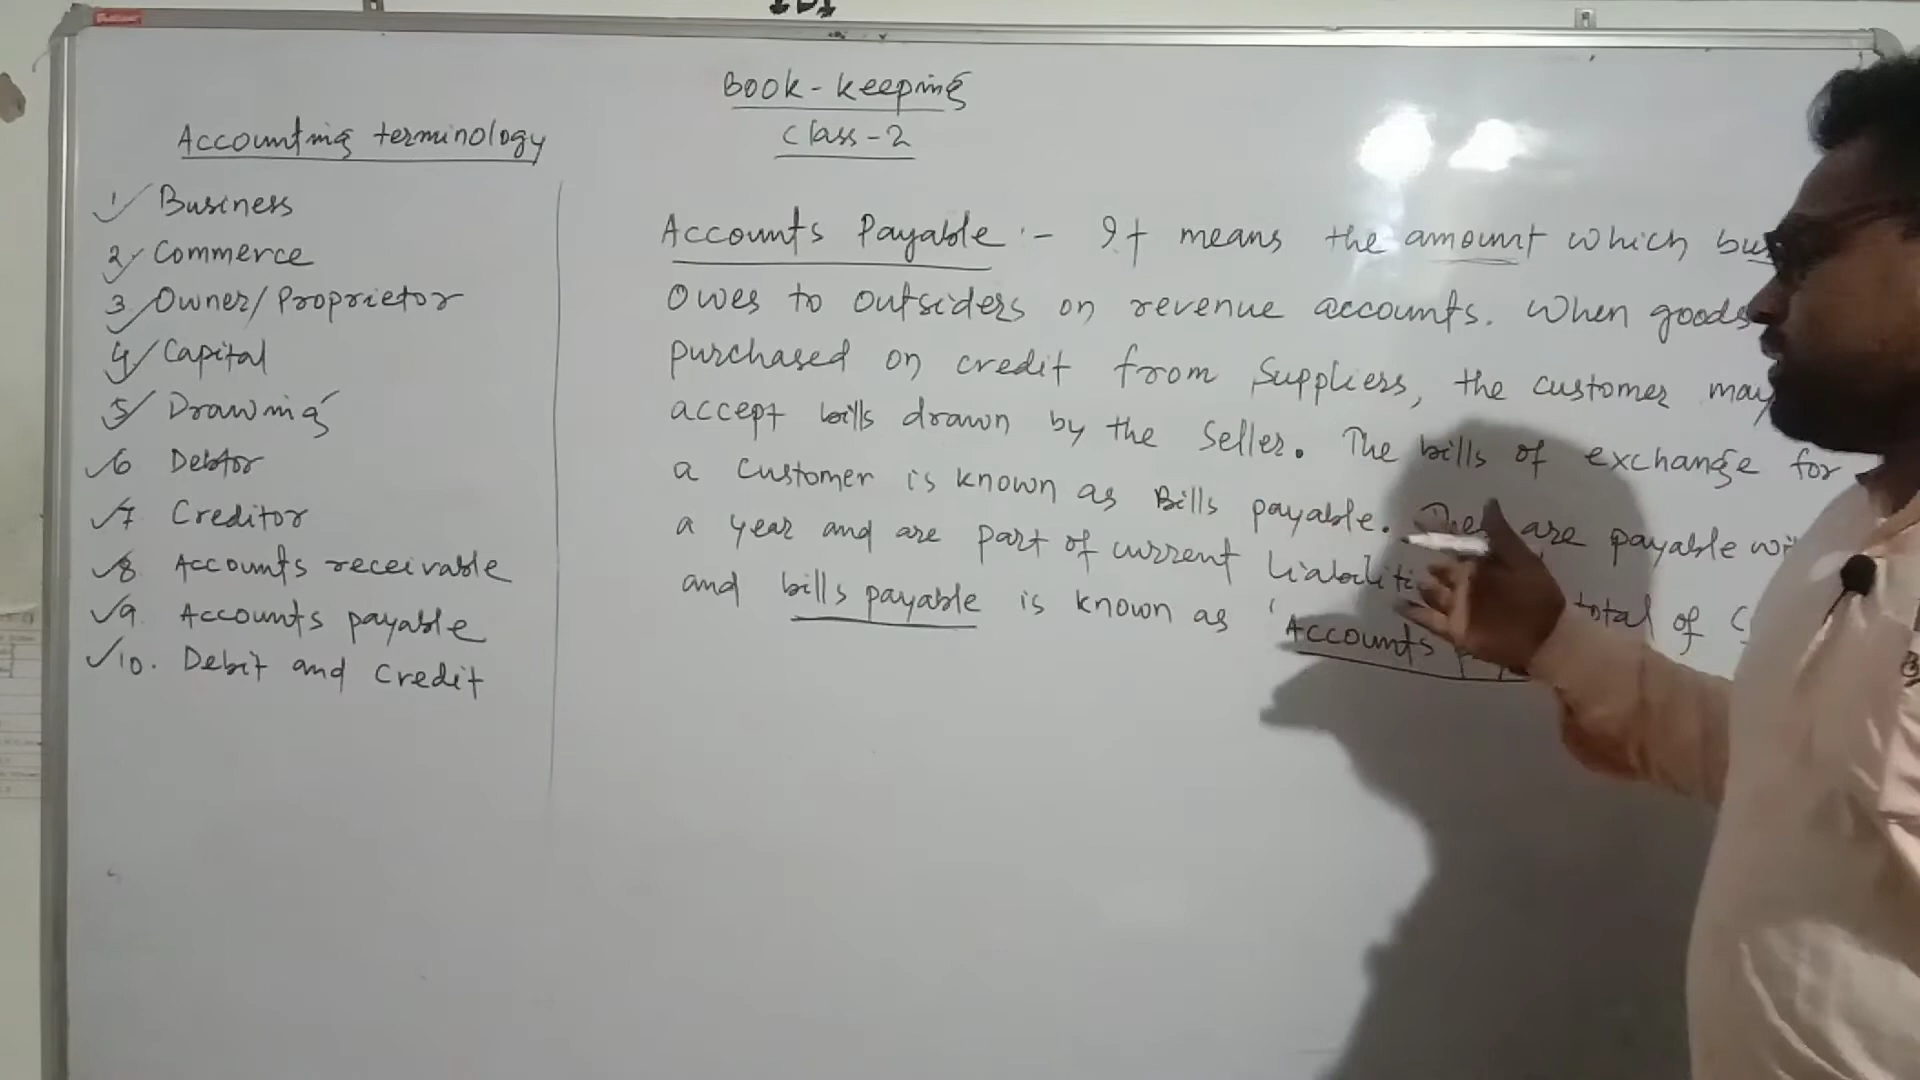 Book-keeping
Class-2
Accounting terminology
1 Business
2 Commerce
3 Owner/Proprietor
4 Capital
5 Drawing
6 Debtor
7 Creditor
8. Accounts receivable
9. Accounts payable
10. Debit and Credit
Accounts Payable :- It means the amount which
owes to outsiders on revenue accounts. When goods
purchased on credit from Suppliers, the customer may
accept bills drawn by the Seller. The bills of exchange for
a customer is known as Bills payable. They are payable
a year and are part of current total of
and bills payable is known as 'Accounts